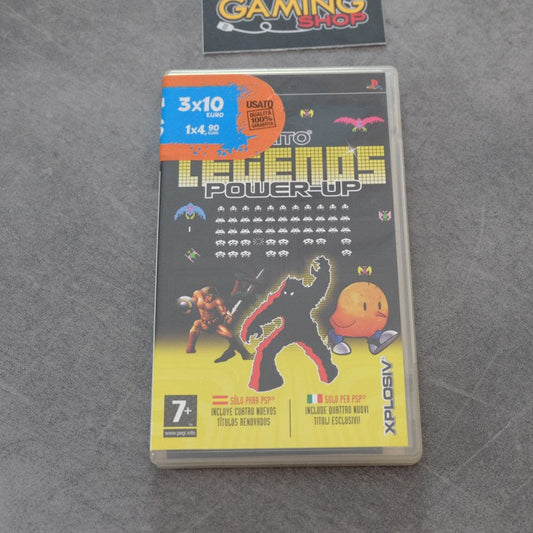 GAMING
SHOP
3x10
EURO
1x4,90
EURO
USATO
QUALITÀ
100%
GARANTITA
LEGENDS
POWER-UP
7+
www.pegi.info
SÓLO PARA PSP®
INCLUYE CUATRO NUEVOS
TÍTULOS RENOVADOS
SOLO PER PSP®
INCLUDE QUATTRO NUOVI
TITOLI ESCLUSIVI!
XPLOSIV